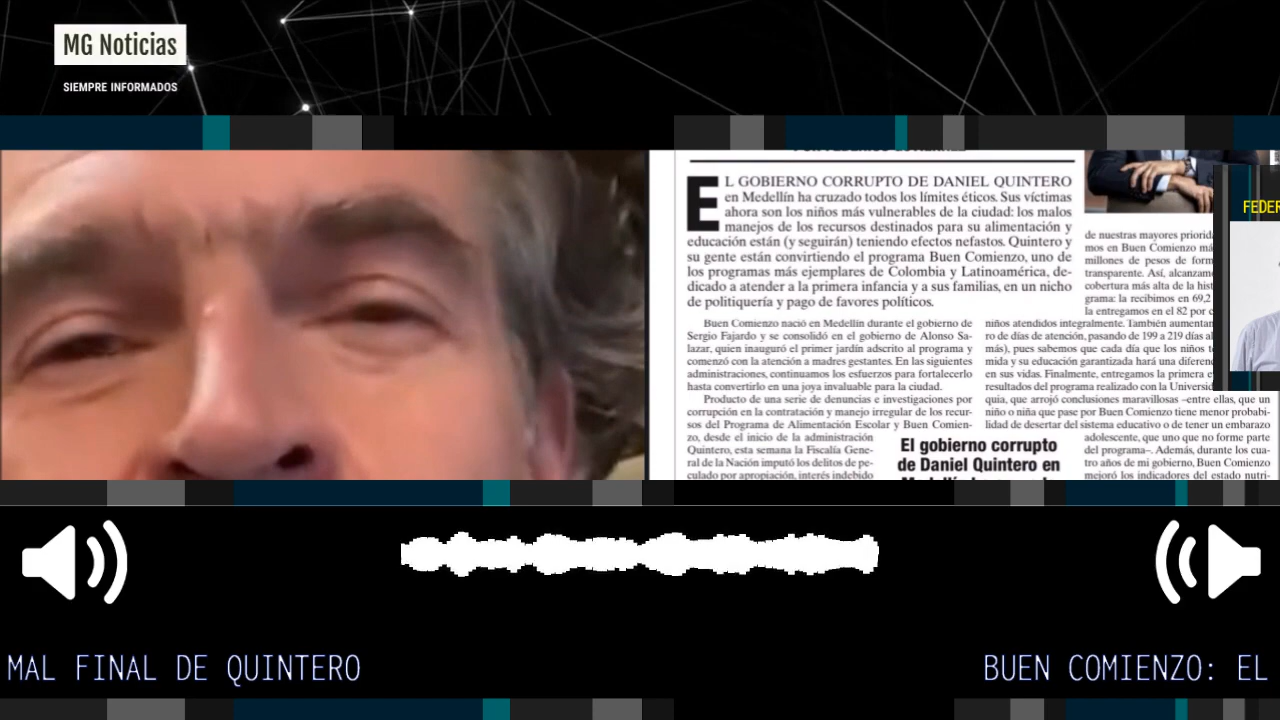 MG Noticias
SIEMPRE INFORMADOS
EL GOBIERNO CORRUPTO DE DANIEL QUINTERO
en Medellín ha cruzado todos los límites éticos. Sus víctimas
ahora son los niños más vulnerables de la ciudad: los malos
manejos de los recursos destinados para su alimentación y
educación están (y seguirán) teniendo efectos nefastos. Quintero y
su gente están convirtiendo el programa Buen Comienzo, uno de
los programas más ejemplares de Colombia y Latinoamérica, de-
dicado a atender a la primera infancia y a sus familias, en un nicho
de politiquería y pago de favores políticos.
Buen Comienzo nació en Medellín durante el gobierno de
Sergio Fajardo y se consolidó en el gobierno de Alonso Sa-
lazar, quien inauguró el primer jardín adscrito al programa y
comenzó con la atención a madres gestantes. En las siguientes
administraciones, continuamos los esfuerzos para fortalecerlo
hasta convertirlo en una joya invaluable para la ciudad.
Producto de una serie de denuncias e investigaciones por
corrupción en la contratación y manejo irregular de los recur-
sos del Programa de Alimentación Escolar y Buen Comien-
zo, desde el inicio de la administración
Quintero, esta semana la Fiscalía Gene-
ral de la Nación imputó los delitos de pe-
culado por apropiación, interés indebido
El gobierno corrupto
de Daniel Quintero en
de nuestras mayores priorid
mos en Buen Comienzo má
millones de pesos de form
transparente. Así, alcanzam
cobertura más alta de la hist
grama: la recibimos en 69,2
la entregamos en el 82 por c
niños atendidos integralmente. También aumentar
ro de días de atención, pasando de 199 a 219 días al
más), pues sabemos que cada día que los niños t
mida y su educación garantizada hará una diferen
en sus vidas. Finalmente, entregamos la primera e
resultados del programa realizado con la Universid
quia, que arrojó conclusiones maravillosas –entre ellas, que un
niño o niña que pase por Buen Comienzo tiene menor probabi-
lidad de desertar del sistema educativo o de tener un embarazo
adolescente, que uno que no forme parte
del programa–. Además, durante los cua-
tro años de mi gobierno, Buen Comienzo
mejoró los indicadores del estado nutri-
FEDER
MAL FINAL DE QUINTERO
BUEN COMIENZO: EL